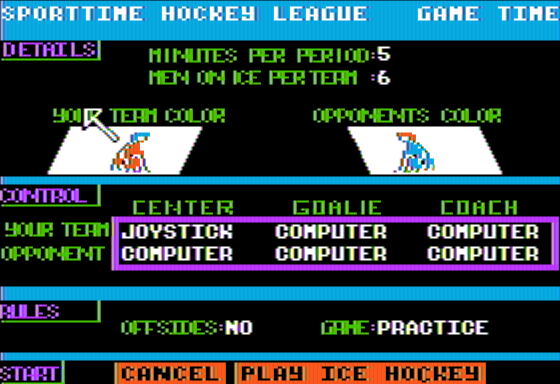 SPORTTIME HOCKEY LEAGUE GAME TIME
DETAILS
MINUTES PER PERIOD:5
MEN ON ICE PER TEAM :6
YOUR TEAM COLOR OPPONENTS COLOR
CONTROL
CENTER GOALIE COACH
YOUR TEAM JOYSTICK COMPUTER COMPUTER
OPPONENT COMPUTER COMPUTER COMPUTER
RULES
OFFSIDES:NO GAME:PRACTICE
START CANCEL PLAY ICE HOCKEY